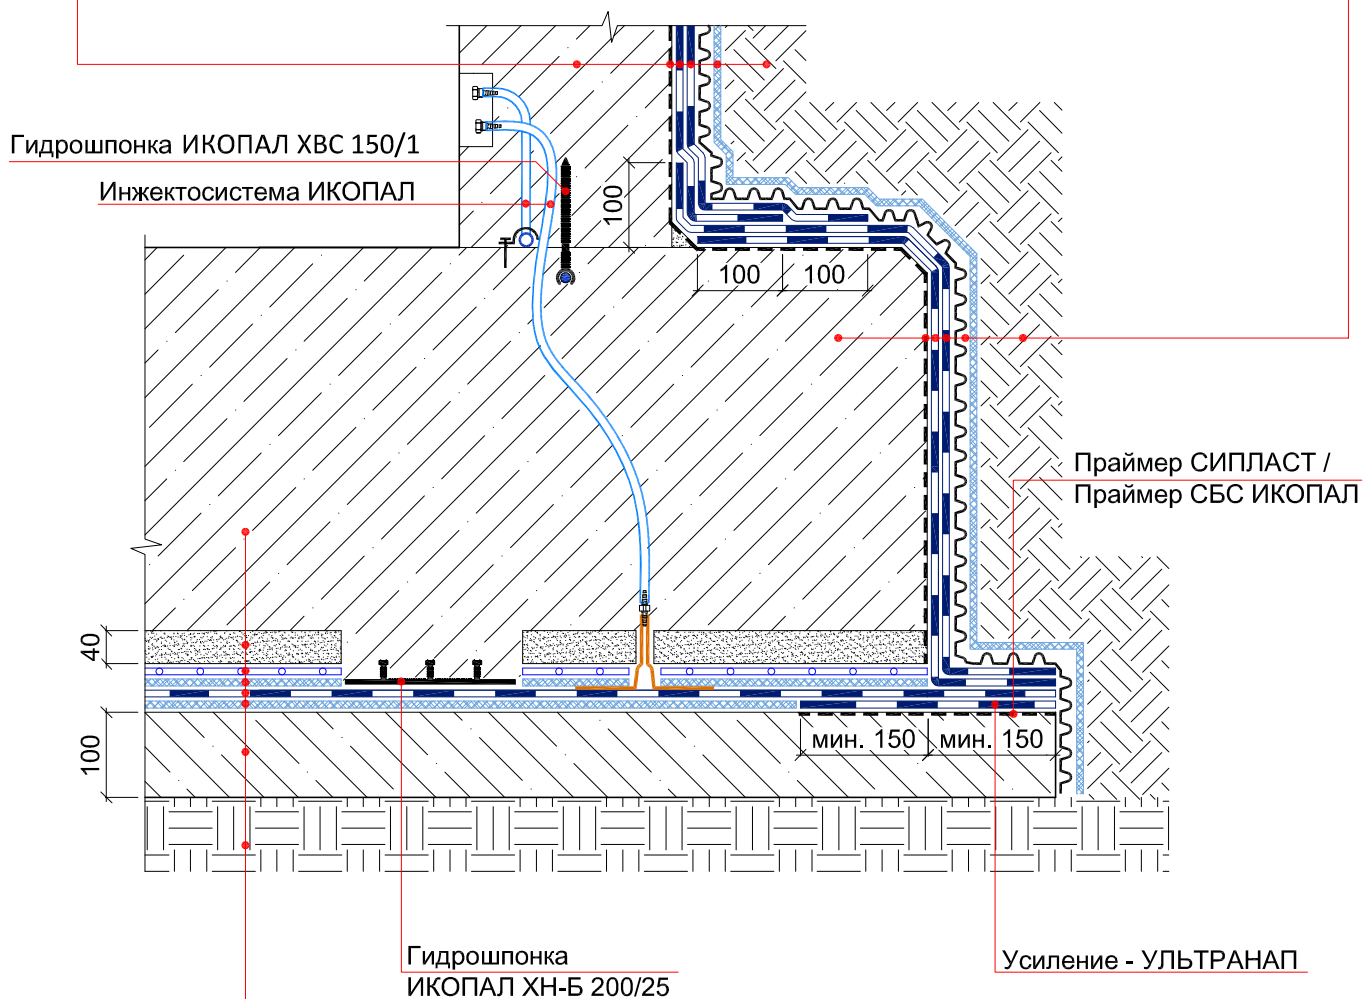 Гидрошпонка ИКОПАЛ ХВС 150/1
Инжектосистема ИКОПАЛ
100
100
100
Праймер СИПЛАСТ /
Праймер СБС ИКОПАЛ
40
100
мин. 150
мин. 150
Гидрошпонка
ИКОПАЛ ХН-Б 200/25
Усиление - УЛЬТРАНАП